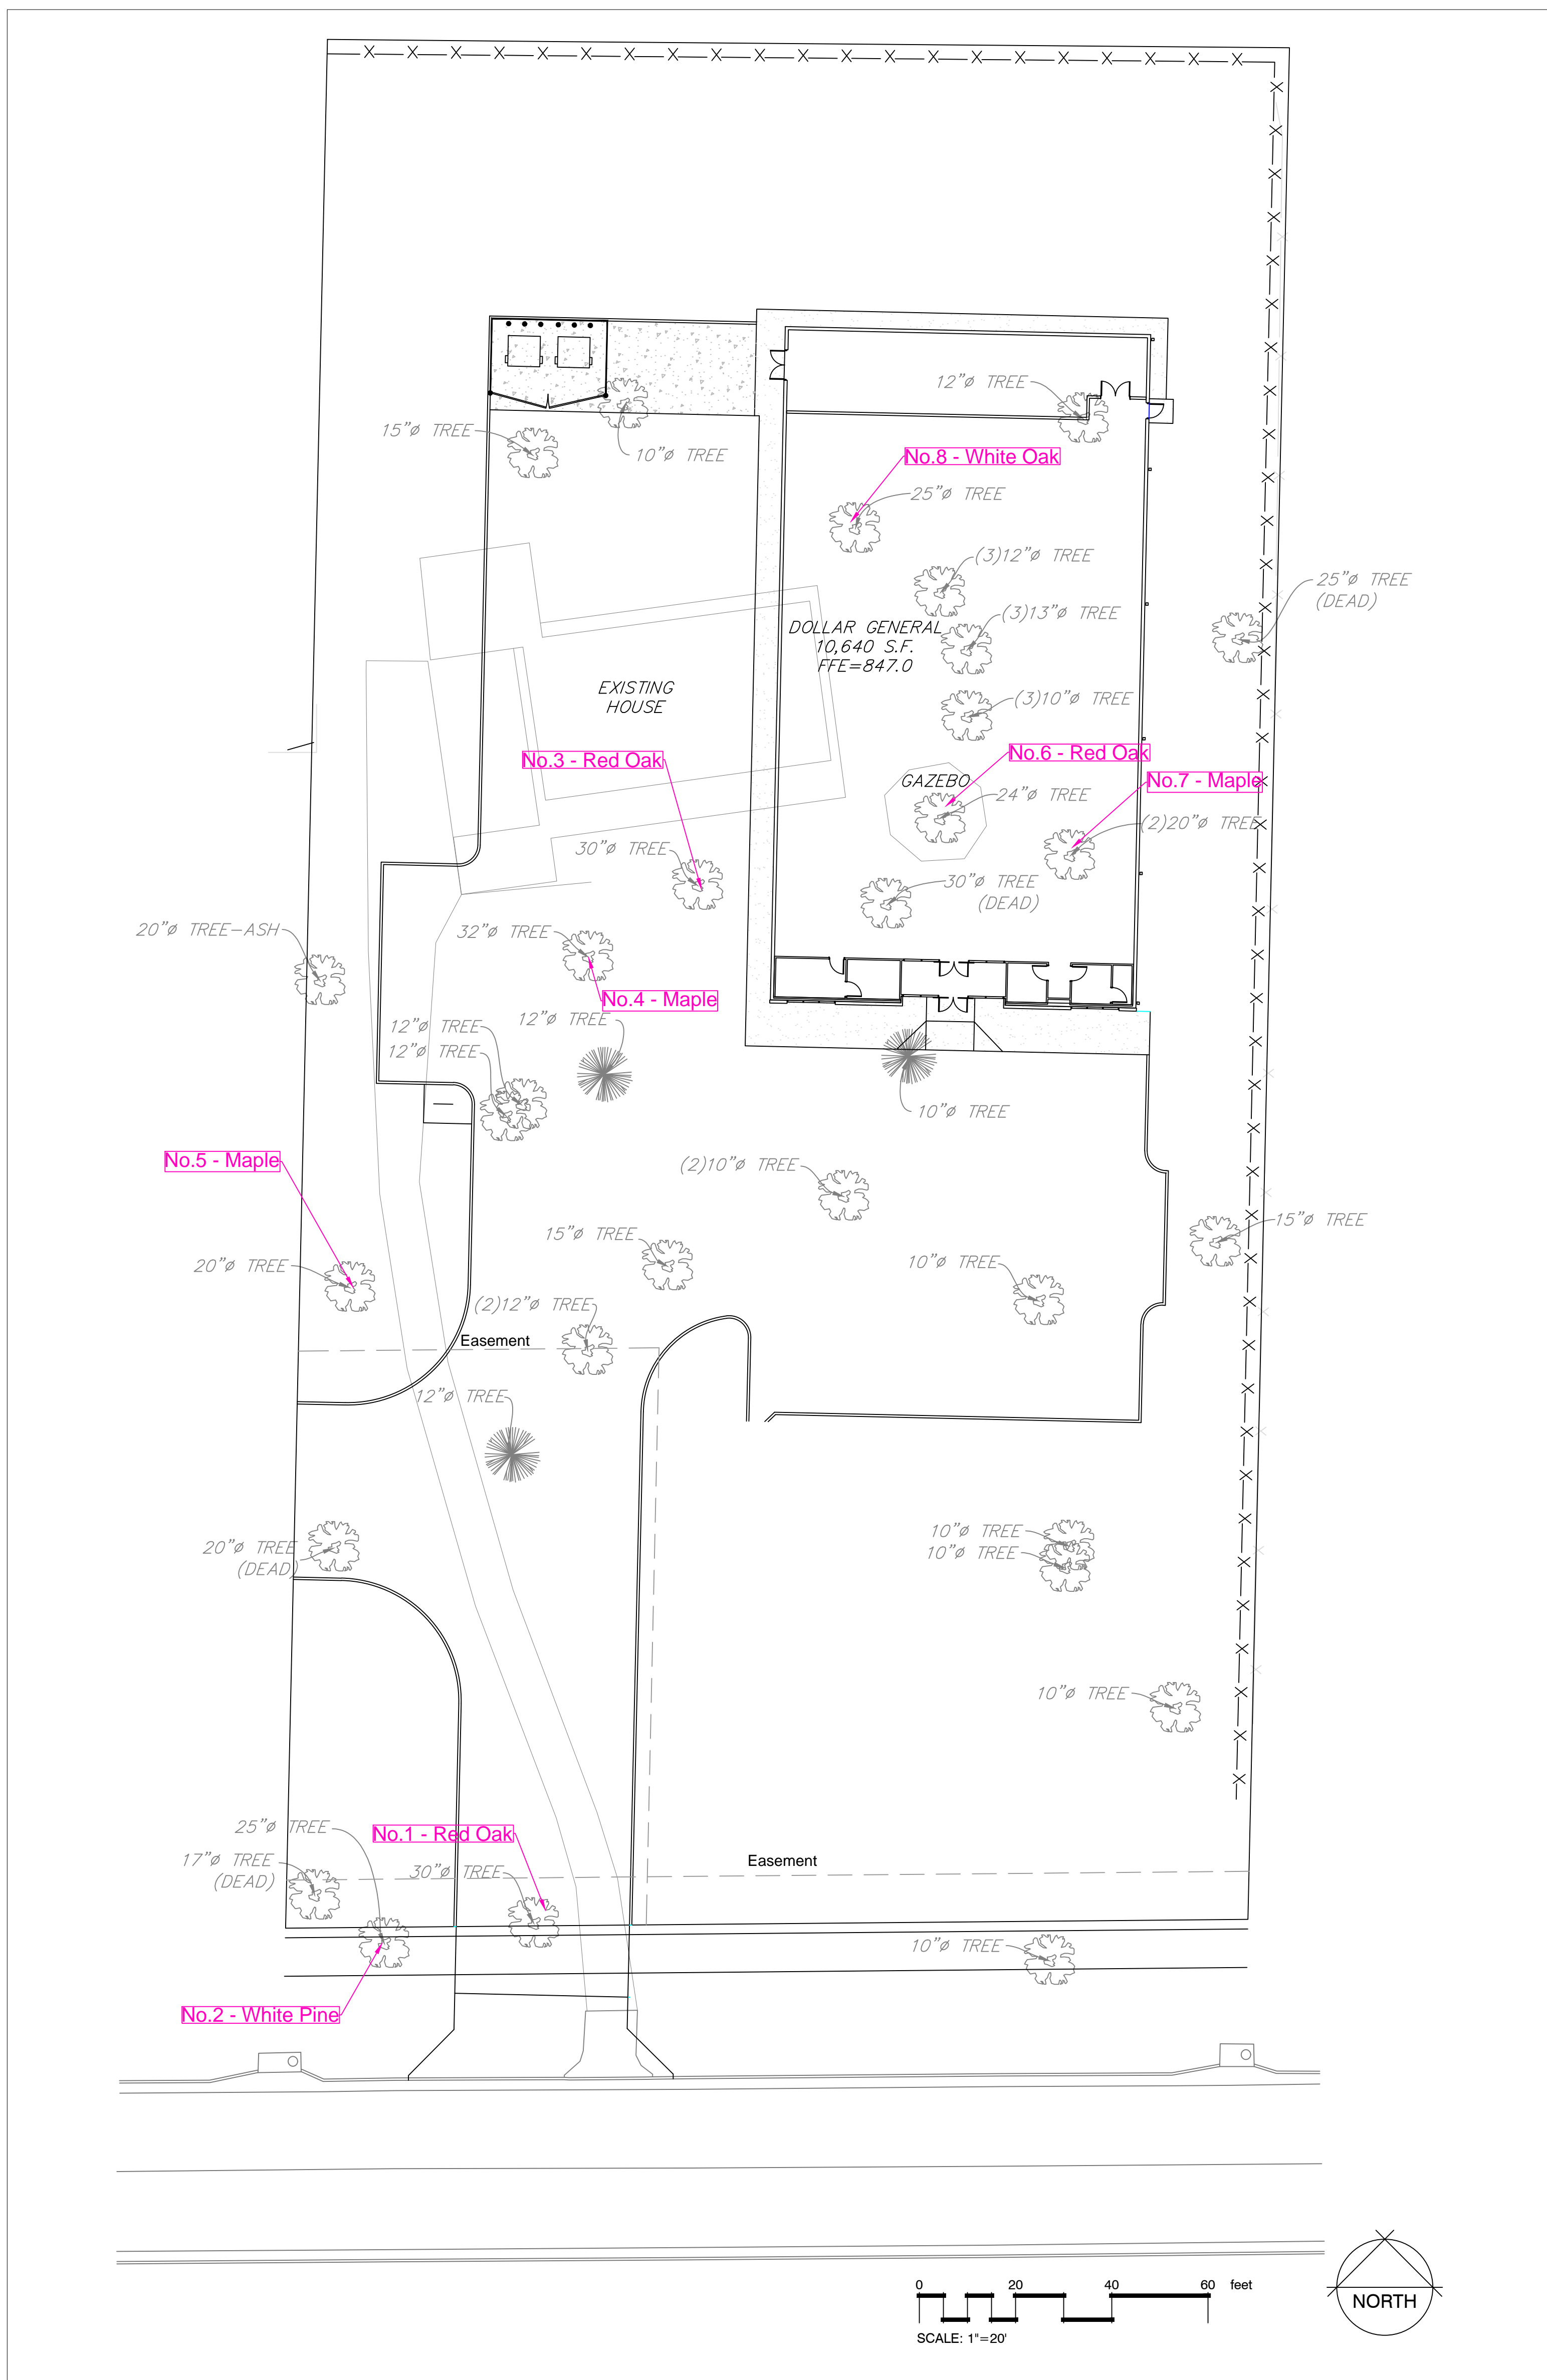 12"ø TREE
15"ø TREE
10"ø TREE
No.8 - White Oak
25"ø TREE
(3)12"ø TREE
25"ø TREE
(DEAD)
(3)13"ø TREE
DOLLAR GENERAL
10,640 S.F.
FFE=847.0
EXISTING
HOUSE
(3)10"ø TREE
No.3 - Red Oak
No.6 - Red Oak
GAZEBO
No.7 - Maple
24"ø TREE
(2)20"ø TREE
30"ø TREE
30"ø TREE
(DEAD)
20"ø TREE-ASH
32"ø TREE
No.4 - Maple
12"ø TREE
12"ø TREE
12"ø TREE
10"ø TREE
No.5 - Maple
(2)10"ø TREE
15"ø TREE
15"ø TREE
20"ø TREE
10"ø TREE
(2)12"ø TREE
Easement
12"ø TREE
20"ø TREE
(DEAD)
10"ø TREE
10"ø TREE
10"ø TREE
25"ø TREE
No.1 - Red Oak
17"ø TREE
(DEAD)
30"ø TREE
Easement
10"ø TREE
No.2 - White Pine
0 20 40 60 feet
SCALE: 1"=20'
NORTH